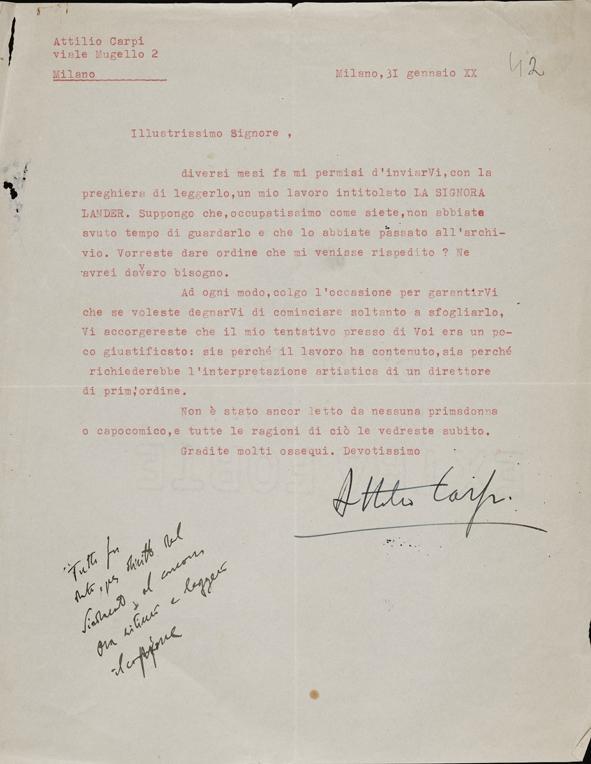 Attilio Carpi
viale Mugello 2
Milano
Milano,3I gennaio XX
42
Illustrissimo Signore ,
diversi mesi fa mi permisi d'inviarVi,con la
preghiera di leggerlo,un mio lavoro intitolato LA SIGNORA
LANDER. Suppongo che,occupatissimo come siete,non abbiate
avuto tempo di guardarlo e che lo abbiate passato all'archi-
vio. Vorreste dare ordine che mi venisse rispedito ? Ne
avrei davvero bisogno.
Ad ogni modo,colgo l'occasione per garantirVi
che se voleste degnarVi di cominciare soltanto a sfogliarlo,
Vi accorgereste che il mio tentativo presso di Voi era un po-
co giustificato: sia perché il lavoro ha contenuto,sia perché
richiederebbe l'interpretazione artistica di un direttore
di prim'ordine.
Non è stato ancor letto da nessuna primadonna
o capocomico,e tutte le ragioni di ciò le vedreste subito.
Gradite molti ossequi. Devotissimo
Attilio Carpi.
il copione